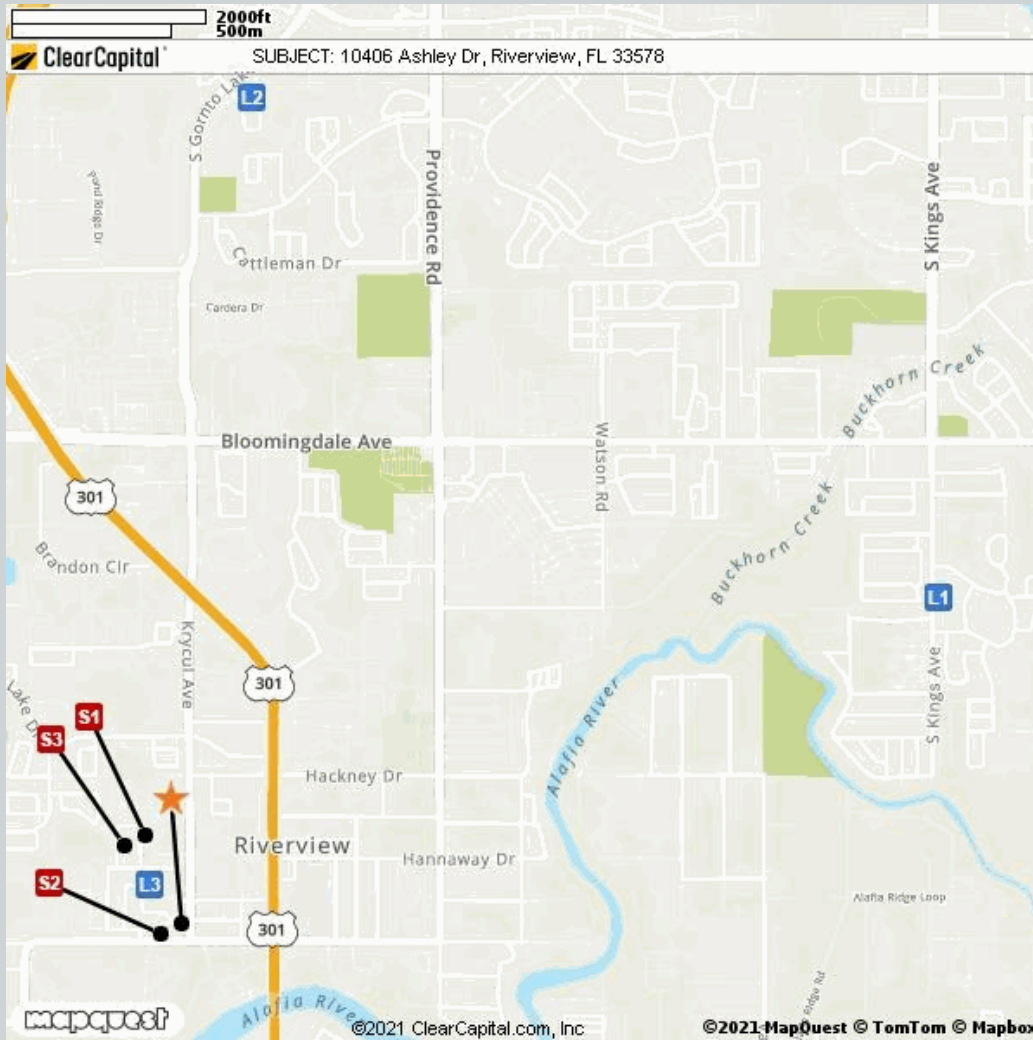 2000ft
500m
ClearCapital
SUBJECT: 10406 Ashley Dr, Riverview, FL 33578
L2
S Gornto Lake
Providence Rd
S Kings Ave
Pond Ridge Dr
Cattleman Dr
Cardera Dr
Buckhorn Creek
Bloomingdale Ave
Watson Rd
301
Buckhorn Creek
Brandon Cir
L1
Krycul Ave
S Kings Ave
301
Lake Dr
S1
S3
Alafia River
Hackney Dr
Riverview
Hannaway Dr
S2
L3
Alafia Ridge Loop
301
Ridge Rd
Alafia River
mapquest
©2021 ClearCapital.com, Inc
©2021 MapQuest © TomTom © Mapbox